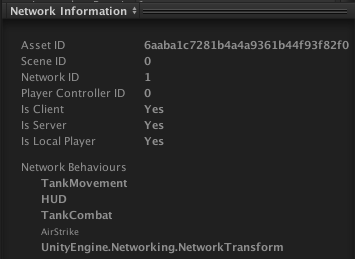 Network Information
Asset ID 6aaba1c7281b4a4a9361b44f93f82f0
Scene ID 0
Network ID 1
Player Controller ID 0
Is Client Yes
Is Server Yes
Is Local Player Yes
Network Behaviours
TankMovement
HUD
TankCombat
AirStrike
UnityEngine.Networking.NetworkTransform